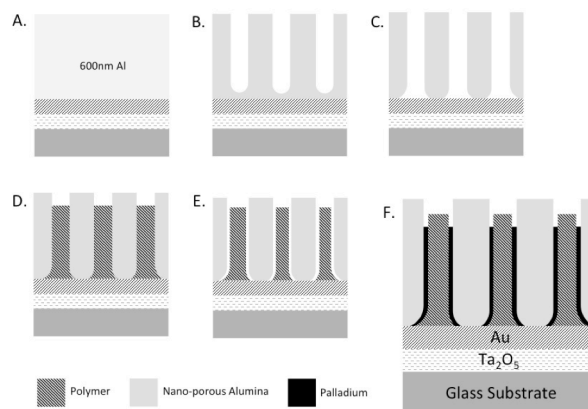 A.
600nm Al
B.
C.
D.
E.
F.
Au
Ta₂O₅
Glass Substrate
Polymer
Nano-porous Alumina
Palladium